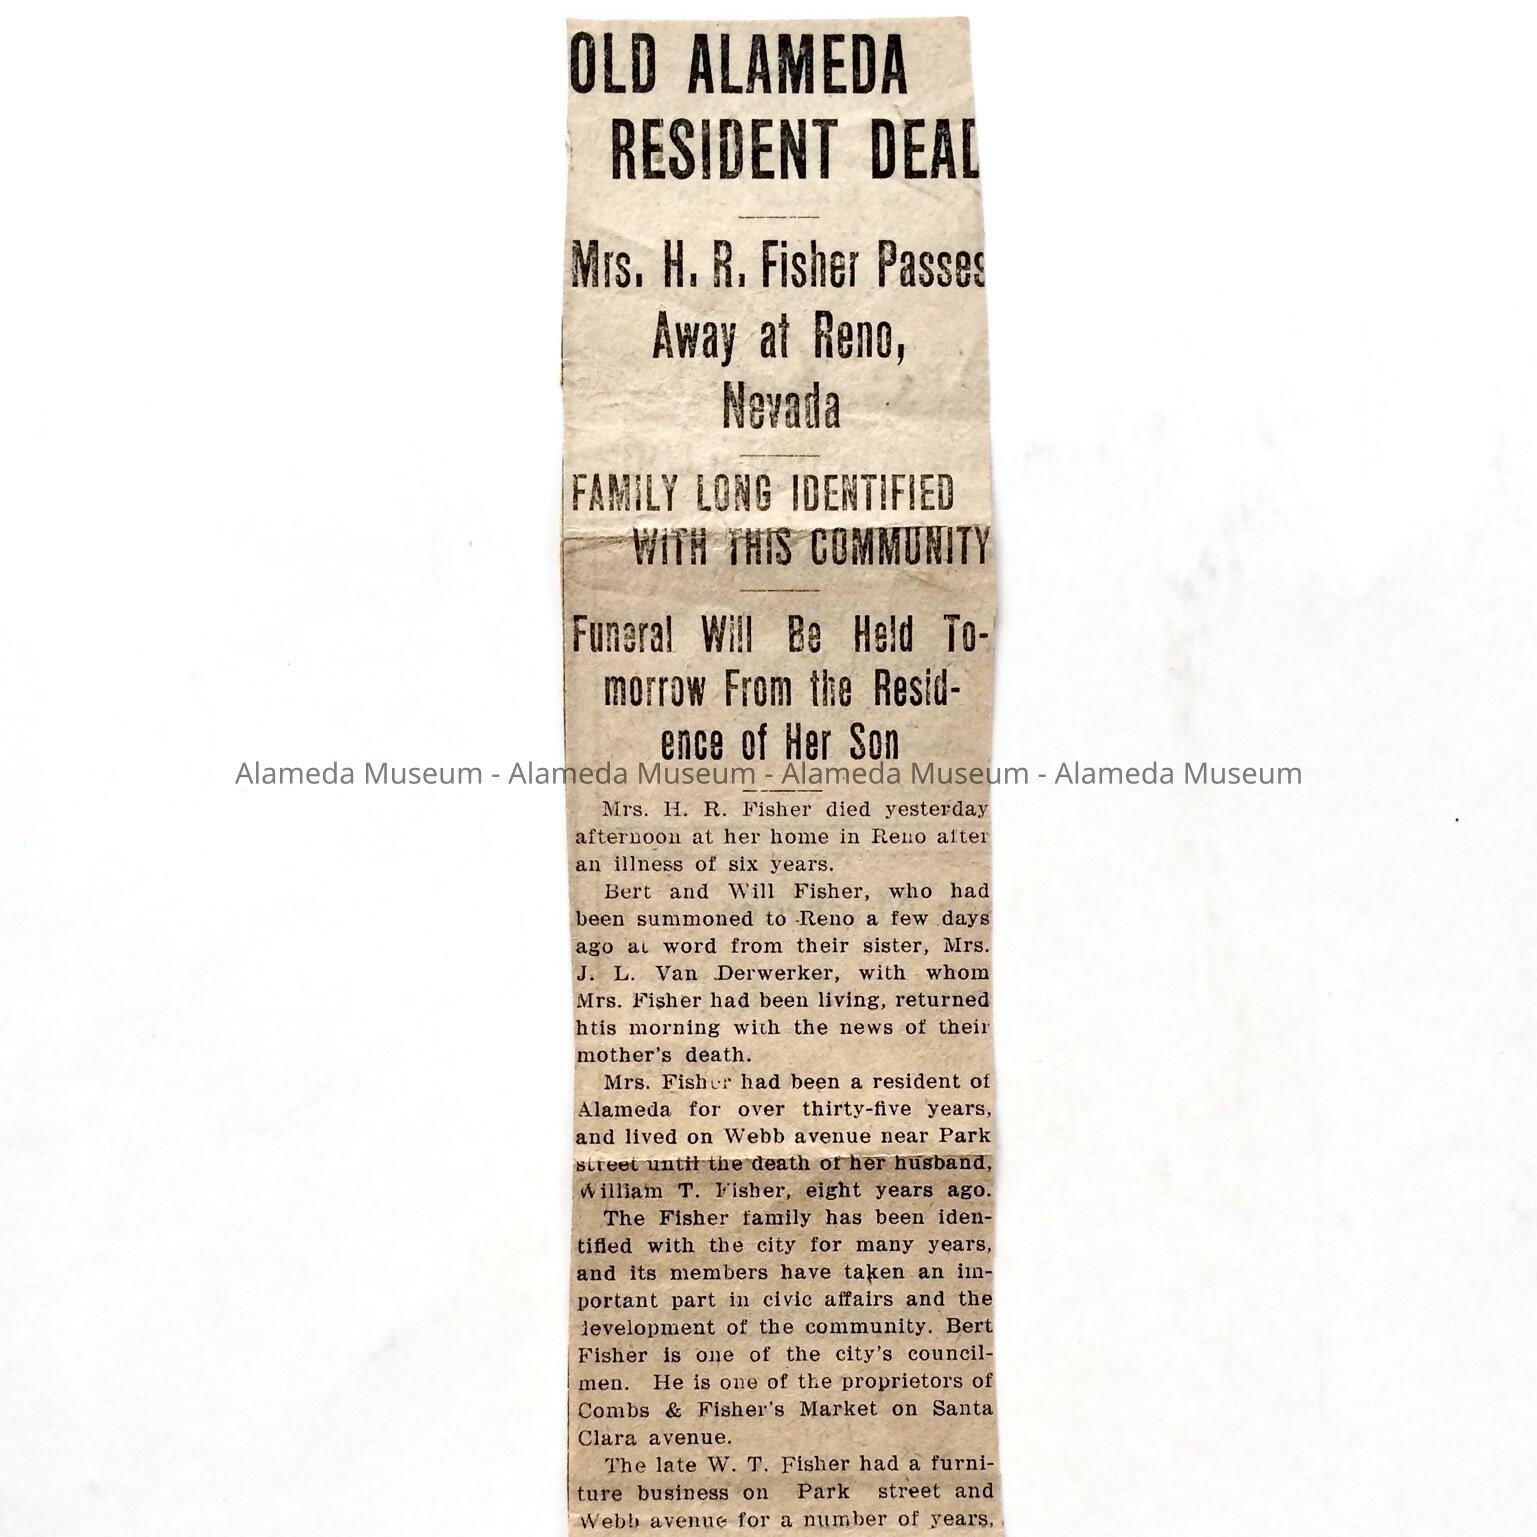 OLD ALAMEDA
RESIDENT DEAD
Mrs. H. R. Fisher Passes
Away at Reno,
Nevada
FAMILY LONG IDENTIFIED
WITH THIS COMMUNITY
Funeral Will Be Held To-
morrow From the Resid-
ence of Her Son
Alameda Museum - Alameda Museum - Alameda Museum - Alameda Museum
Mrs. H. R. Fisher died yesterday
afternoon at her home in Reno after
an illness of six years.
Bert and Will Fisher, who had
been summoned to Reno a few days
ago at word from their sister, Mrs.
J. L. Van Derwerker, with whom
Mrs. Fisher had been living, returned
htis morning with the news of their
mother's death.
Mrs. Fisher had been a resident of
Alameda for over thirty-five years,
and lived on Webb avenue near Park
street until the death of her husband,
William T. Fisher, eight years ago.
The Fisher family has been iden-
tified with the city for many years,
and its members have taken an im-
portant part in civic affairs and the
development of the community. Bert
Fisher is one of the city's council-
men. He is one of the proprietors of
Combs & Fisher's Market on Santa
Clara avenue.
The late W. T. Fisher had a furni-
ture business on Park street and
Webb avenue for a number of years,